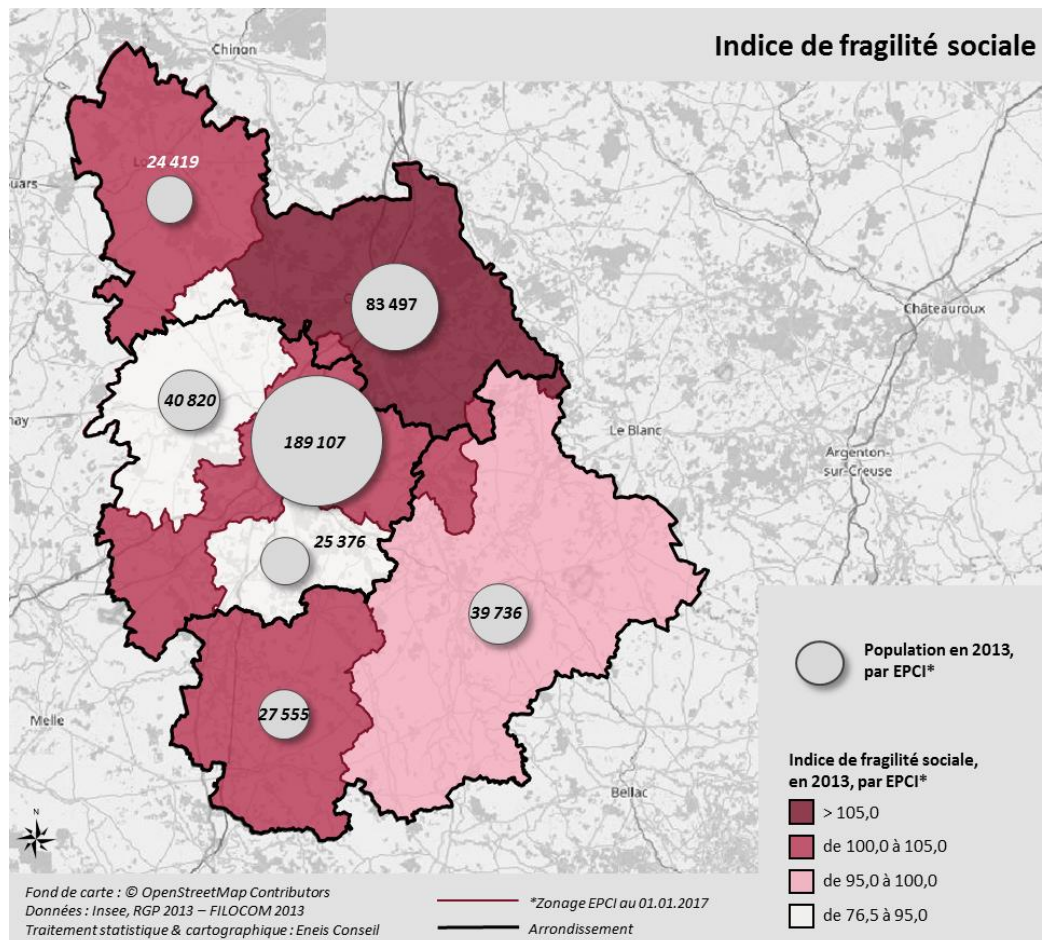 Indice de fragilité sociale
Chinon
24 419
ouars
83 497
Châteauroux
40 820
nay
Le Blanc
189 107
Argenton-
sur-Creuse
25 376
39 736
27 555
Melle
Bellac
Population en 2013,
par EPCI*
Indice de fragilité sociale,
en 2013, par EPCI*
> 105,0
de 100,0 à 105,0
de 95,0 à 100,0
de 76,5 à 95,0
N
Fond de carte : © OpenStreetMap Contributors
Données : Insee, RGP 2013 – FILOCOM 2013
Traitement statistique & cartographique : Eneis Conseil
*Zonage EPCI au 01.01.2017
Arrondissement